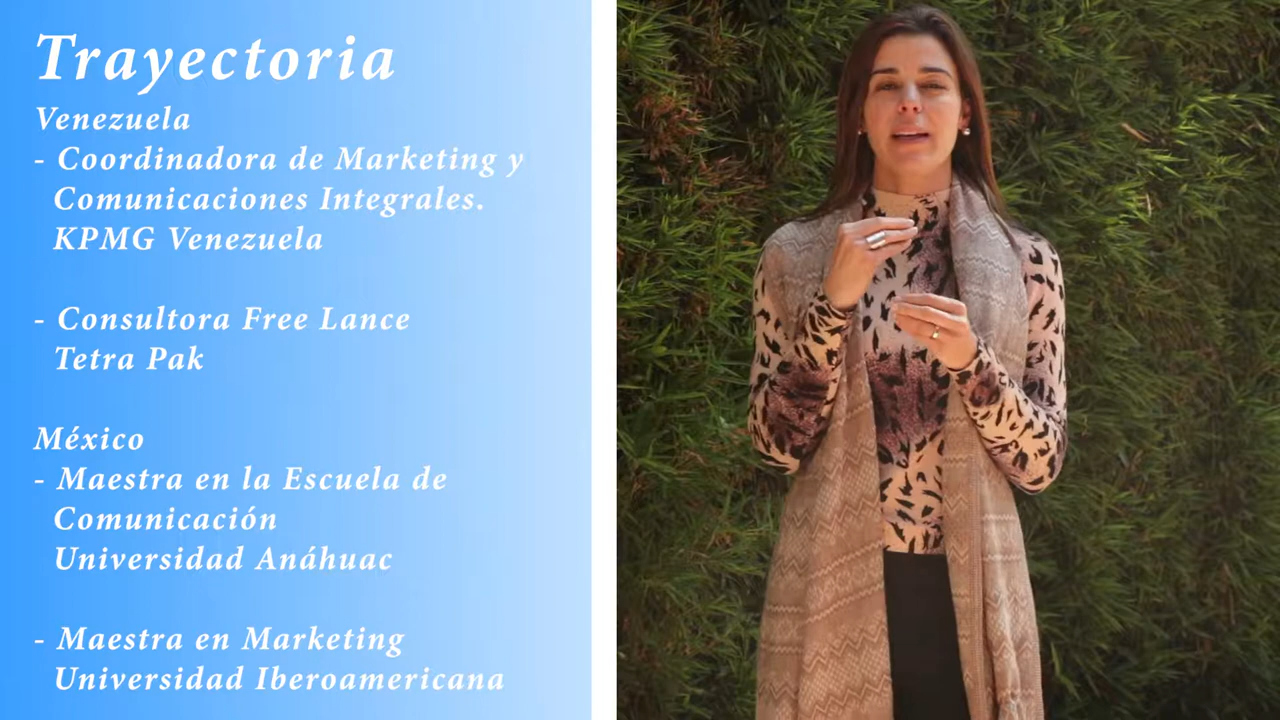 Trayectoria
Venezuela
- Coordinadora de Marketing y
Comunicaciones Integrales.
KPMG Venezuela
- Consultora Free Lance
Tetra Pak
México
- Maestra en la Escuela de
Comunicación
Universidad Anáhuac
- Maestra en Marketing
Universidad Iberoamericana